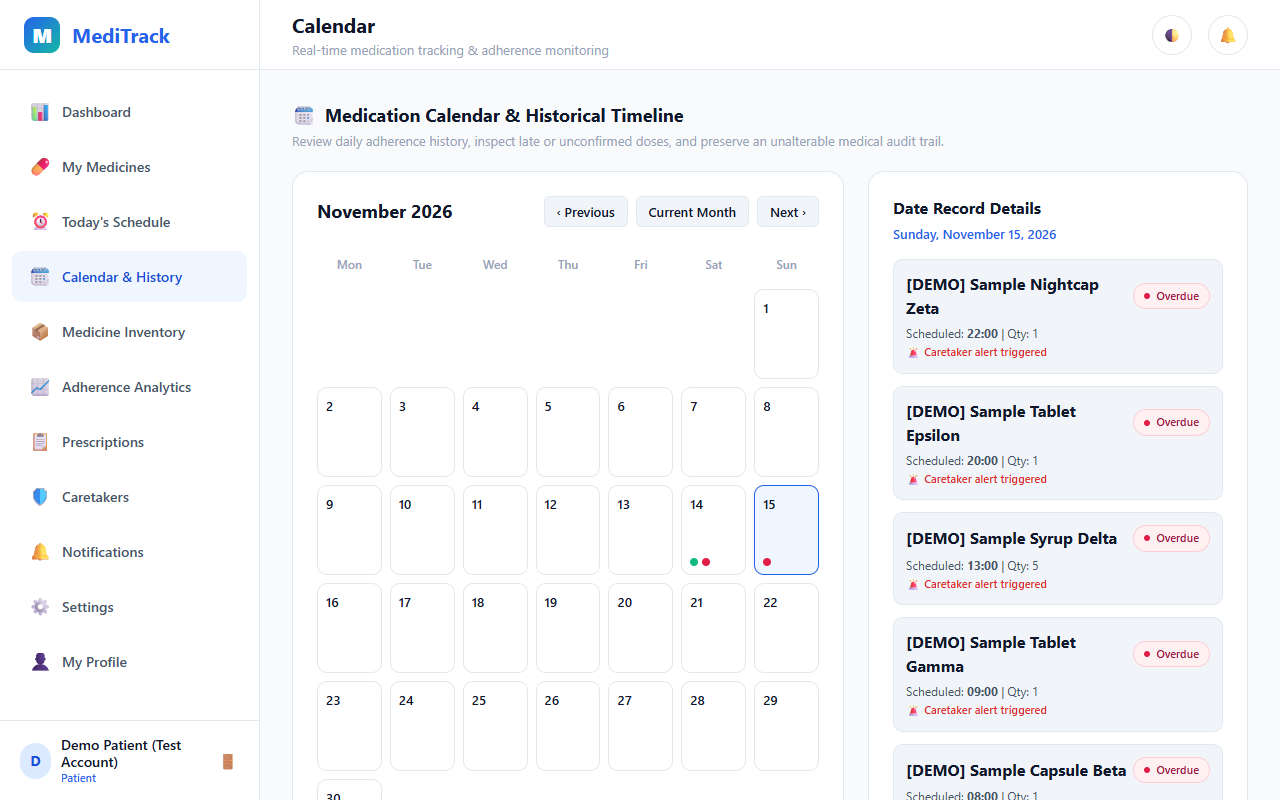 M MediTrack
Dashboard
My Medicines
Today's Schedule
Calendar & History
Medicine Inventory
Adherence Analytics
Prescriptions
Caretakers
Notifications
Settings
My Profile
D
Demo Patient (Test
Account)
Patient
Calendar
Real-time medication tracking & adherence monitoring
Medication Calendar & Historical Timeline
Review daily adherence history, inspect late or unconfirmed doses, and preserve an unalterable medical audit trail.
November 2026
‹ Previous
Current Month
Next ›
Mon Tue Wed Thu Fri Sat Sun
1
2 3 4 5 6 7 8
9 10 11 12 13 14 15
16 17 18 19 20 21 22
23 24 25 26 27 28 29
30
Date Record Details
Sunday, November 15, 2026
[DEMO] Sample Nightcap
Zeta
Overdue
Scheduled: 22:00 | Qty: 1
Caretaker alert triggered
[DEMO] Sample Tablet
Epsilon
Overdue
Scheduled: 20:00 | Qty: 1
Caretaker alert triggered
[DEMO] Sample Syrup Delta
Overdue
Scheduled: 13:00 | Qty: 5
Caretaker alert triggered
[DEMO] Sample Tablet
Gamma
Overdue
Scheduled: 09:00 | Qty: 1
Caretaker alert triggered
[DEMO] Sample Capsule Beta
Overdue
Scheduled: 08:00 | Qty: 1